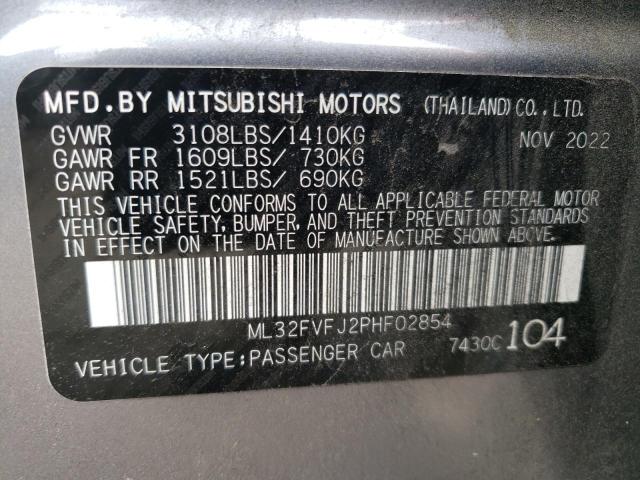 MFD.BY MITSUBISHI MOTORS (THAILAND) CO., LTD.
GVWR 3108LBS/1410KG NOV 2022
GAWR FR 1609LBS/ 730KG
GAWR RR 1521LBS/ 690KG
THIS VEHICLE CONFORMS TO ALL APPLICABLE FEDERAL MOTOR
VEHICLE SAFETY, BUMPER, AND THEFT PREVENTION STANDARDS
IN EFFECT ON THE DATE OF MANUFACTURE SHOWN ABOVE.
ML32FVFJ2PHF02854
VEHICLE TYPE:PASSENGER CAR 7430C 104